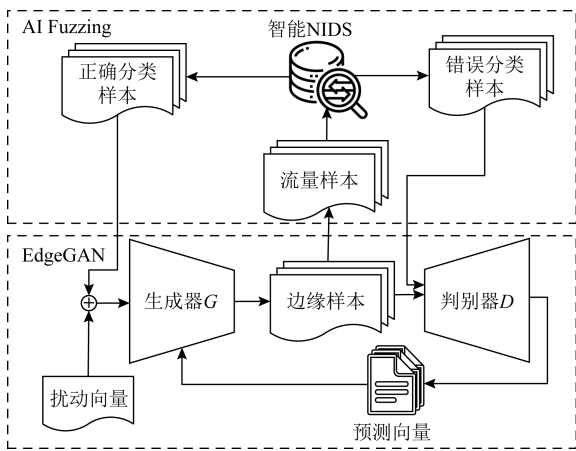 AI Fuzzing
智能NIDS
正确分类
样本
错误分类
样本
流量样本
EdgeGAN
生成器G
边缘样本
判别器D
扰动向量
预测向量